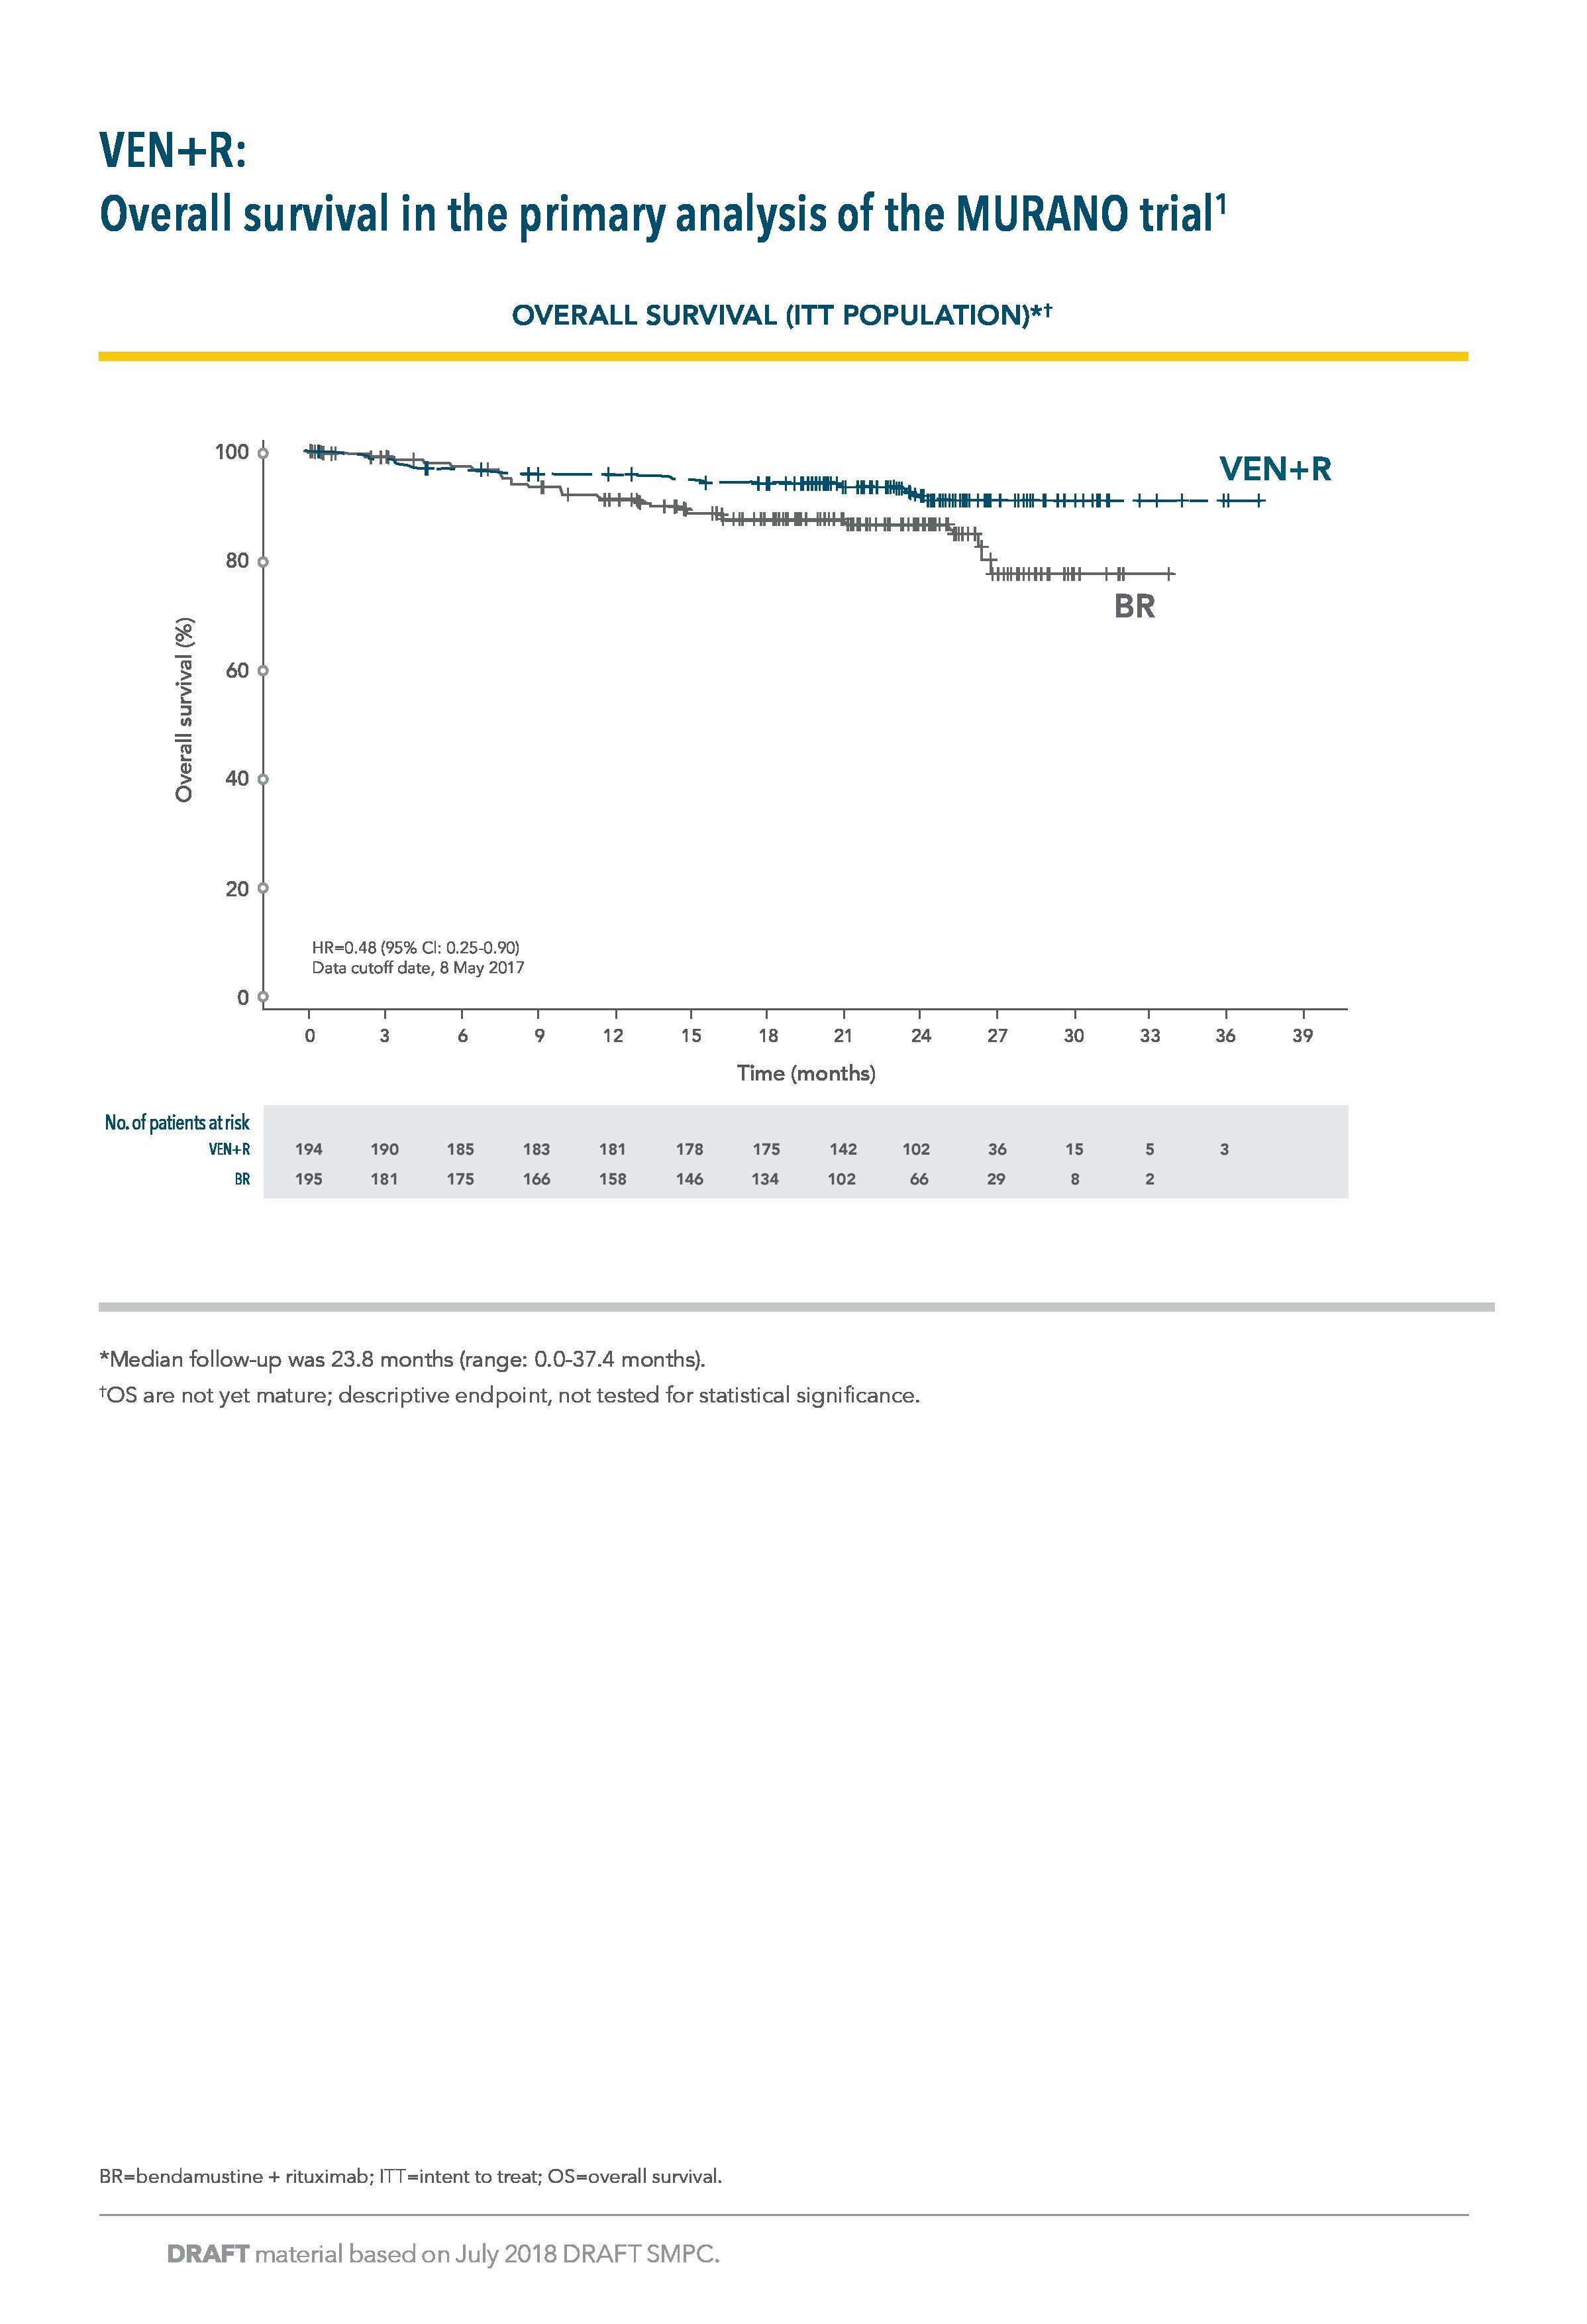 VEN+R:
Overall survival in the primary analysis of the MURANO trial¹
OVERALL SURVIVAL (ITT POPULATION)*†
100
80
60
40
20
0
Overall survival (%)
VEN+R
BR
HR=0.48 (95% CI: 0.25-0.90)
Data cutoff date, 8 May 2017
0 3 6 9 12 15 18 21 24 27 30 33 36 39
Time (months)
No. of patients at risk
VEN+R 194 190 185 183 181 178 175 142 102 36 15 5 3
BR 195 181 175 166 158 146 134 102 66 29 8 2
*Median follow-up was 23.8 months (range: 0.0-37.4 months).
†OS are not yet mature; descriptive endpoint, not tested for statistical significance.
BR=bendamustine + rituximab; ITT=intent to treat; OS=overall survival.
DRAFT material based on July 2018 DRAFT SMPC.